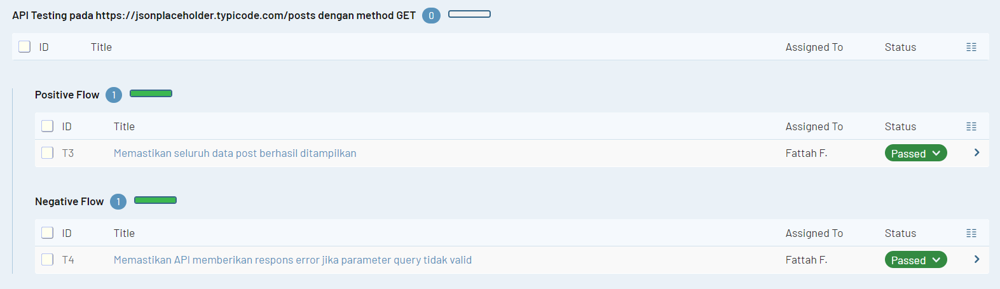 API Testing pada https://jsonplaceholder.typicode.com/posts dengan method GET 0
ID Title Assigned To Status
Positive Flow 1
ID Title Assigned To Status
T3 Memastikan seluruh data post berhasil ditampilkan Fattah F. Passed
Negative Flow 1
ID Title Assigned To Status
T4 Memastikan API memberikan respons error jika parameter query tidak valid Fattah F. Passed